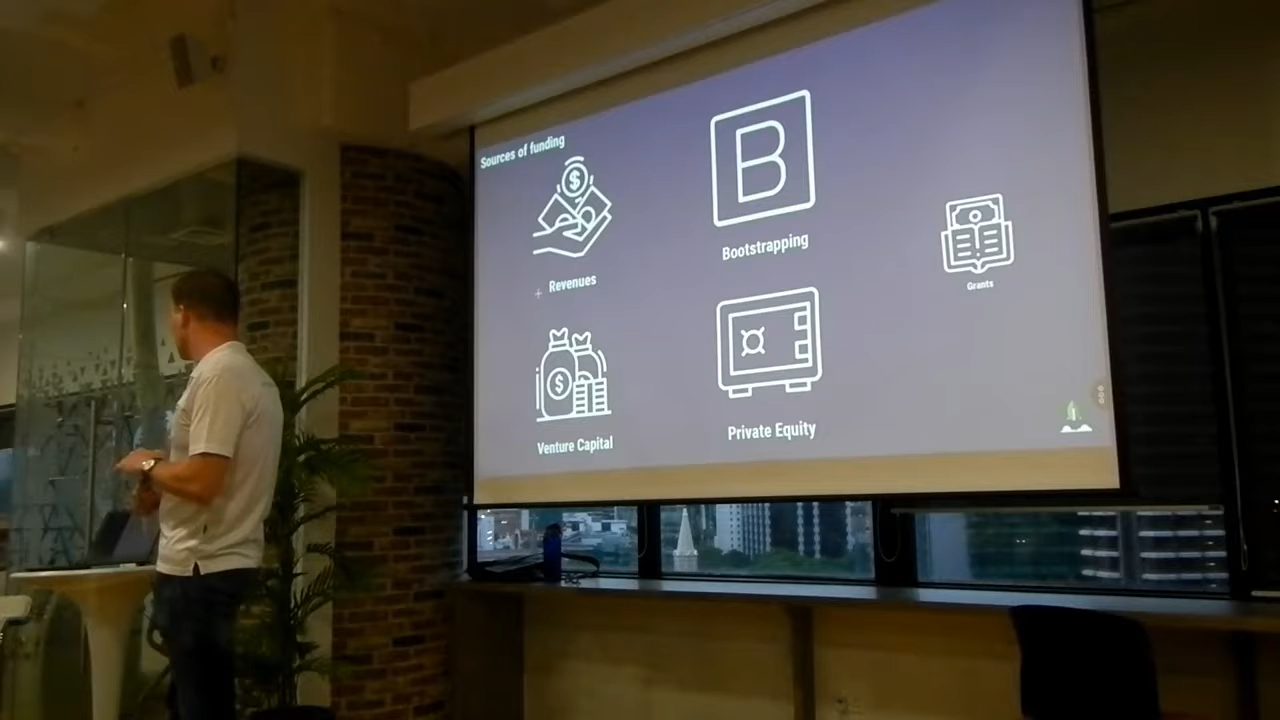 Sources of funding
$
B
Revenues
Bootstrapping
Grants
$
Venture Capital
Private Equity